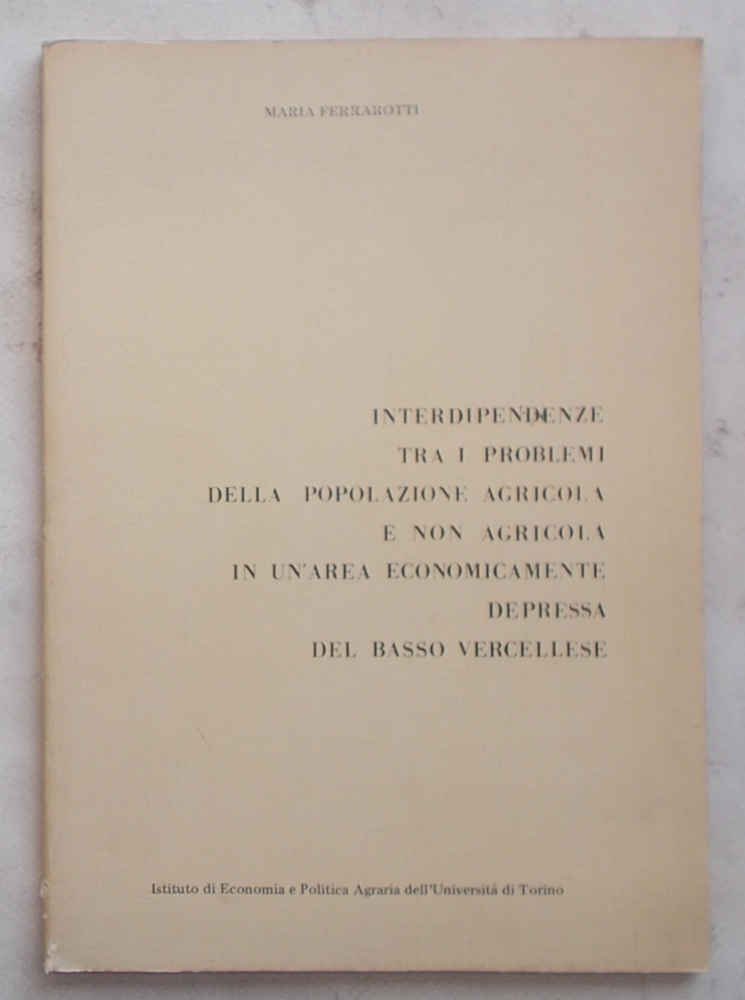 MARIA FERRAROTTI
INTERDIPENDENZE
TRA I PROBLEMI
DELLA POPOLAZIONE AGRICOLA
E NON AGRICOLA
IN UN'AREA ECONOMICAMENTE
DEPRESSA
DEL BASSO VERCELLESE
Istituto di Economia e Politica Agraria dell'Universitá di Torino